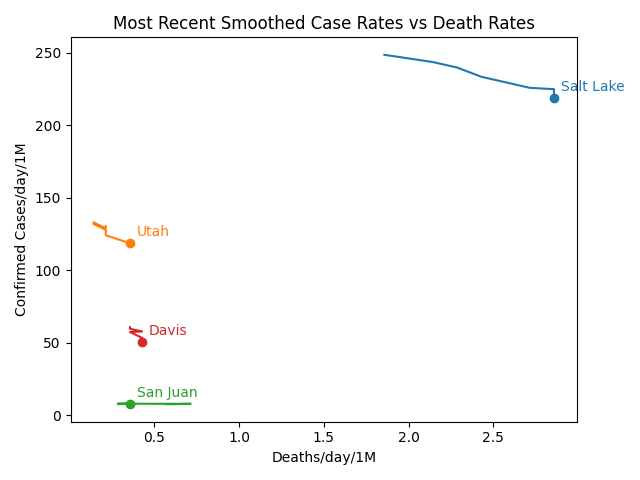 Most Recent Smoothed Case Rates vs Death Rates
250
200
150
100
50
0
Confirmed Cases/day/1M
Salt Lake
Utah
Davis
San Juan
0.5
1.0
1.5
2.0
2.5
Deaths/day/1M